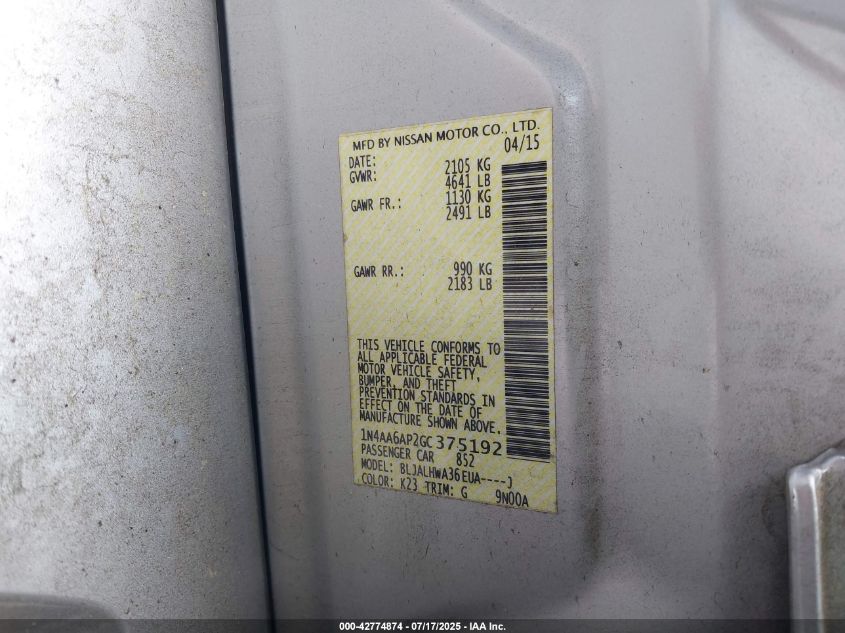 MFD BY NISSAN MOTOR CO., LTD.
DATE: 04/15
GVWR: 2105 KG
4641 LB
GAWR FR.: 1130 KG
2491 LB
GAWR RR.: 990 KG
2183 LB
THIS VEHICLE CONFORMS TO
ALL APPLICABLE FEDERAL
MOTOR VEHICLE SAFETY,
BUMPER, AND THEFT
PREVENTION STANDARDS IN
EFFECT ON THE DATE OF
MANUFACTURE SHOWN ABOVE.
1N4AA6AP2GC375192
PASSENGER CAR 852
MODEL: BLJALHWA36EUA----J
COLOR: K23 TRIM: G 9N00A
000-42774874 / 07/17/2025 - IAA Inc.